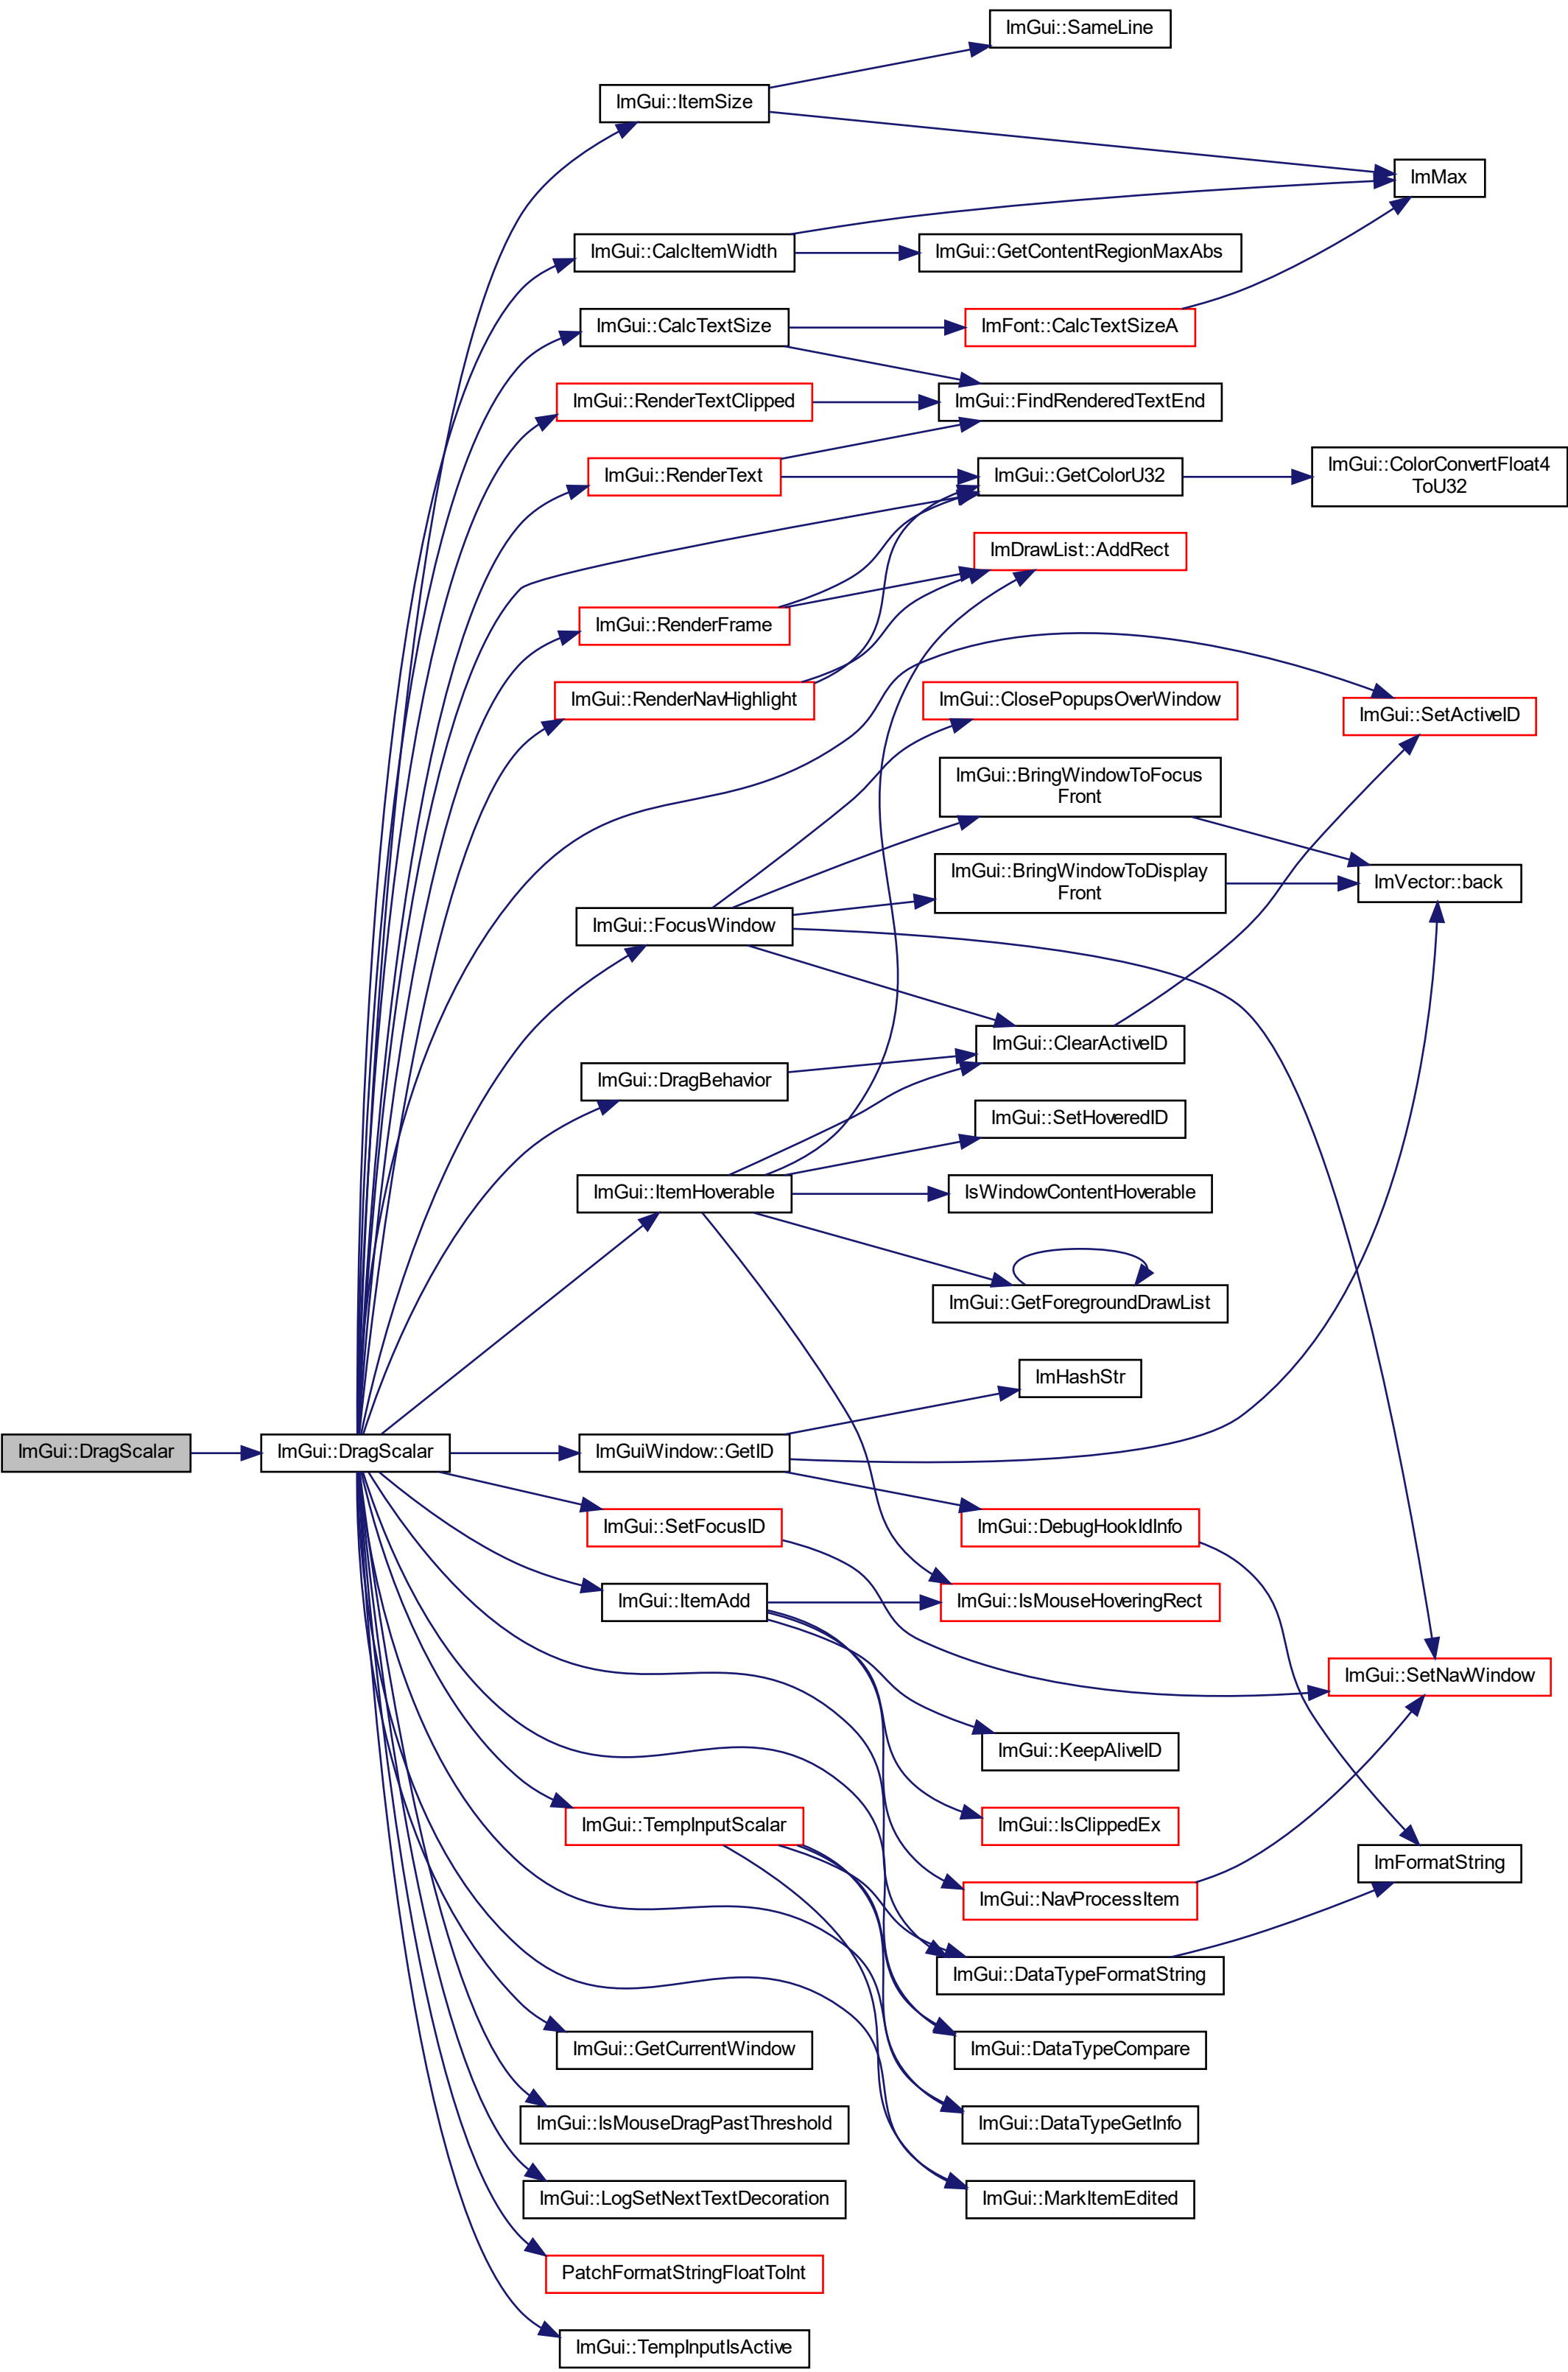 ImGui::SameLine
ImGui::ItemSize
ImMax
ImGui::CalcItemWidth
ImGui::GetContentRegionMaxAbs
ImGui::CalcTextSize
ImFont::CalcTextSizeA
ImGui::RenderTextClipped
ImGui::FindRenderedTextEnd
ImGui::RenderText
ImGui::GetColorU32
ImGui::ColorConvertFloat4
ToU32
ImDrawList::AddRect
ImGui::RenderFrame
ImGui::RenderNavHighlight
ImGui::ClosePopupsOverWindow
ImGui::SetActiveID
ImGui::BringWindowToFocus
Front
ImGui::BringWindowToDisplay
Front
ImVector::back
ImGui::FocusWindow
ImGui::ClearActiveID
ImGui::DragBehavior
ImGui::SetHoveredID
ImGui::ItemHoverable
IsWindowContentHoverable
ImGui::GetForegroundDrawList
ImHashStr
ImGui::DragScalar
ImGui::DragScalar
ImGuiWindow::GetID
ImGui::SetFocusID
ImGui::DebugHookIdInfo
ImGui::ItemAdd
ImGui::IsMouseHoveringRect
ImGui::SetNavWindow
ImGui::KeepAliveID
ImGui::TempInputScalar
ImGui::IsClippedEx
ImFormatString
ImGui::NavProcessItem
ImGui::DataTypeFormatString
ImGui::GetCurrentWindow
ImGui::DataTypeCompare
ImGui::IsMouseDragPastThreshold
ImGui::DataTypeGetInfo
ImGui::LogSetNextTextDecoration
ImGui::MarkItemEdited
PatchFormatStringFloatToInt
ImGui::TempInputIsActive